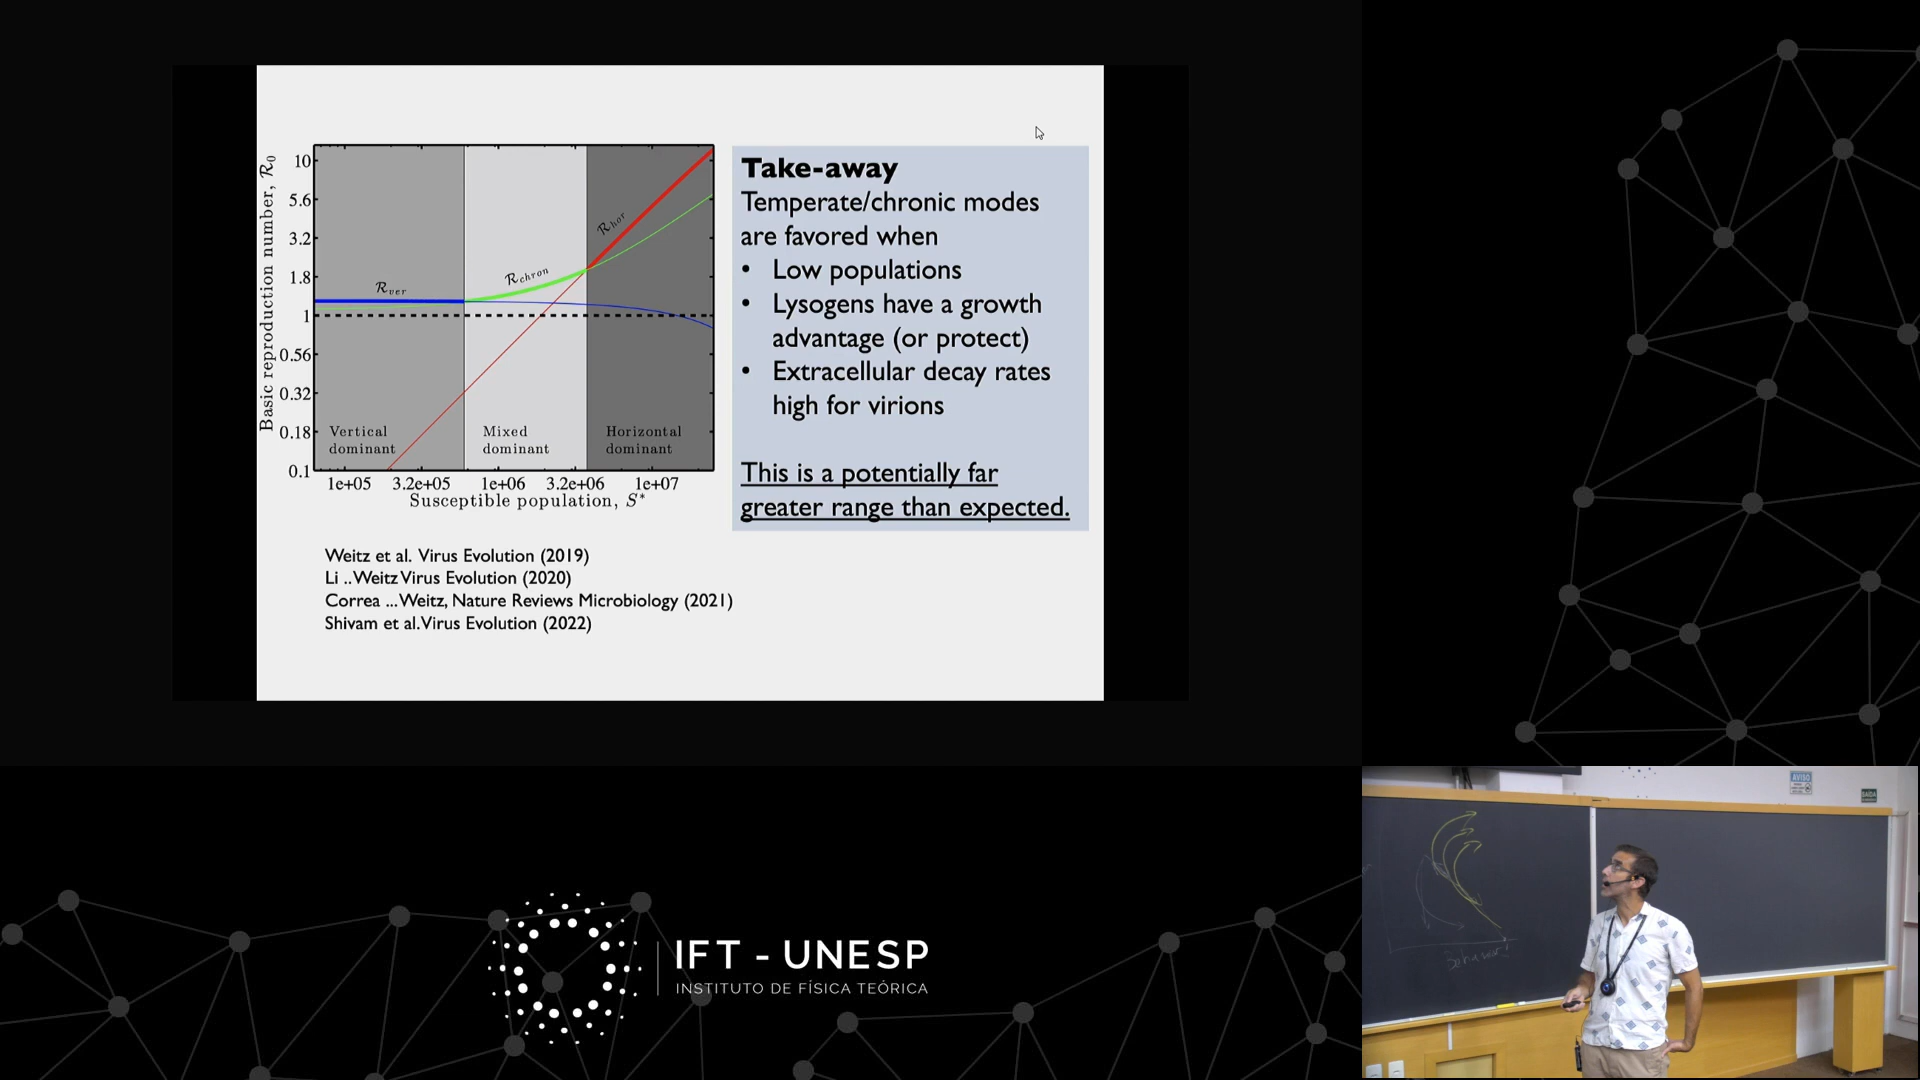 Basic reproduction number, R0
10
5.6
3.2
1.8
1
0.56
0.32
0.18
0.1
Rver
Rchron
Rhor
Vertical
dominant
Mixed
dominant
Horizontal
dominant
1e+05 3.2e+05 1e+06 3.2e+06 1e+07
Susceptible population, S*
Take-away
Temperate/chronic modes
are favored when
• Low populations
• Lysogens have a growth
advantage (or protect)
• Extracellular decay rates
high for virions
This is a potentially far
greater range than expected.
Weitz et al. Virus Evolution (2019)
Li ..Weitz Virus Evolution (2020)
Correa ...Weitz, Nature Reviews Microbiology (2021)
Shivam et al.Virus Evolution (2022)
IFT - UNESP
INSTITUTO DE FÍSICA TEÓRICA
AVISO
SAÍDA